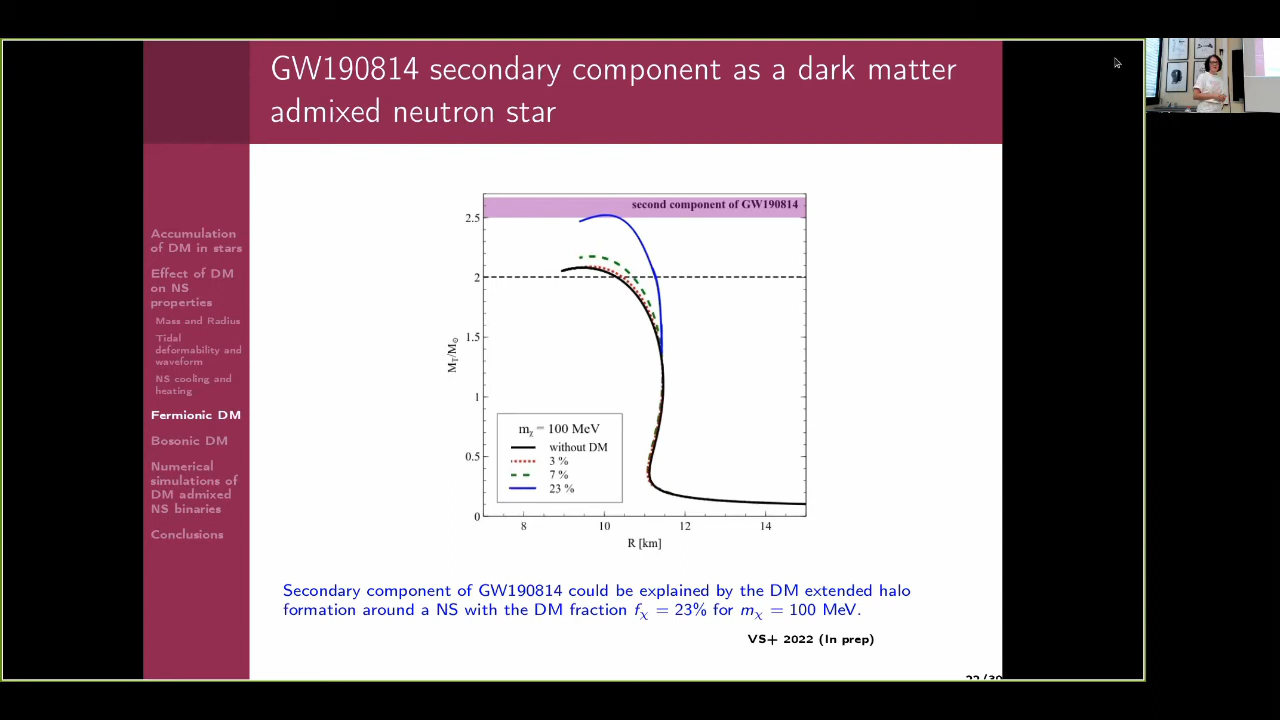 GW190814 secondary component as a dark matter
admixed neutron star
Accumulation
of DM in stars
Effect of DM
on NS
properties
Mass and Radius
Tidal
deformability and
waveform
NS cooling and
heating
Fermionic DM
Bosonic DM
Numerical
simulations of
DM admixed
NS binaries
Conclusions
second component of GW190814
2.5
2
1.5
1
0.5
0
M_T/M_⊙
m_χ = 100 MeV
without DM
3 %
7 %
23 %
8 10 12 14
R [km]
Secondary component of GW190814 could be explained by the DM extended halo
formation around a NS with the DM fraction f_χ = 23% for m_χ = 100 MeV.
VS+ 2022 (In prep)